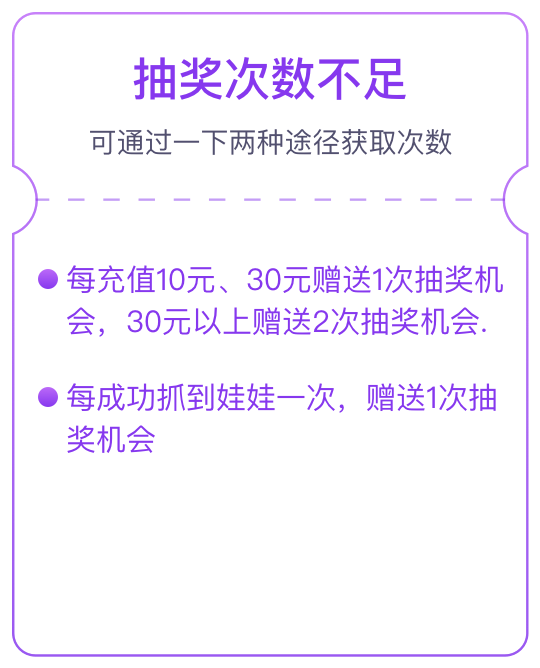 抽奖次数不足
可通过一下两种途径获取次数
每充值10元、30元赠送1次抽奖机
会，30元以上赠送2次抽奖机会.
每成功抓到娃娃一次，赠送1次抽
奖机会